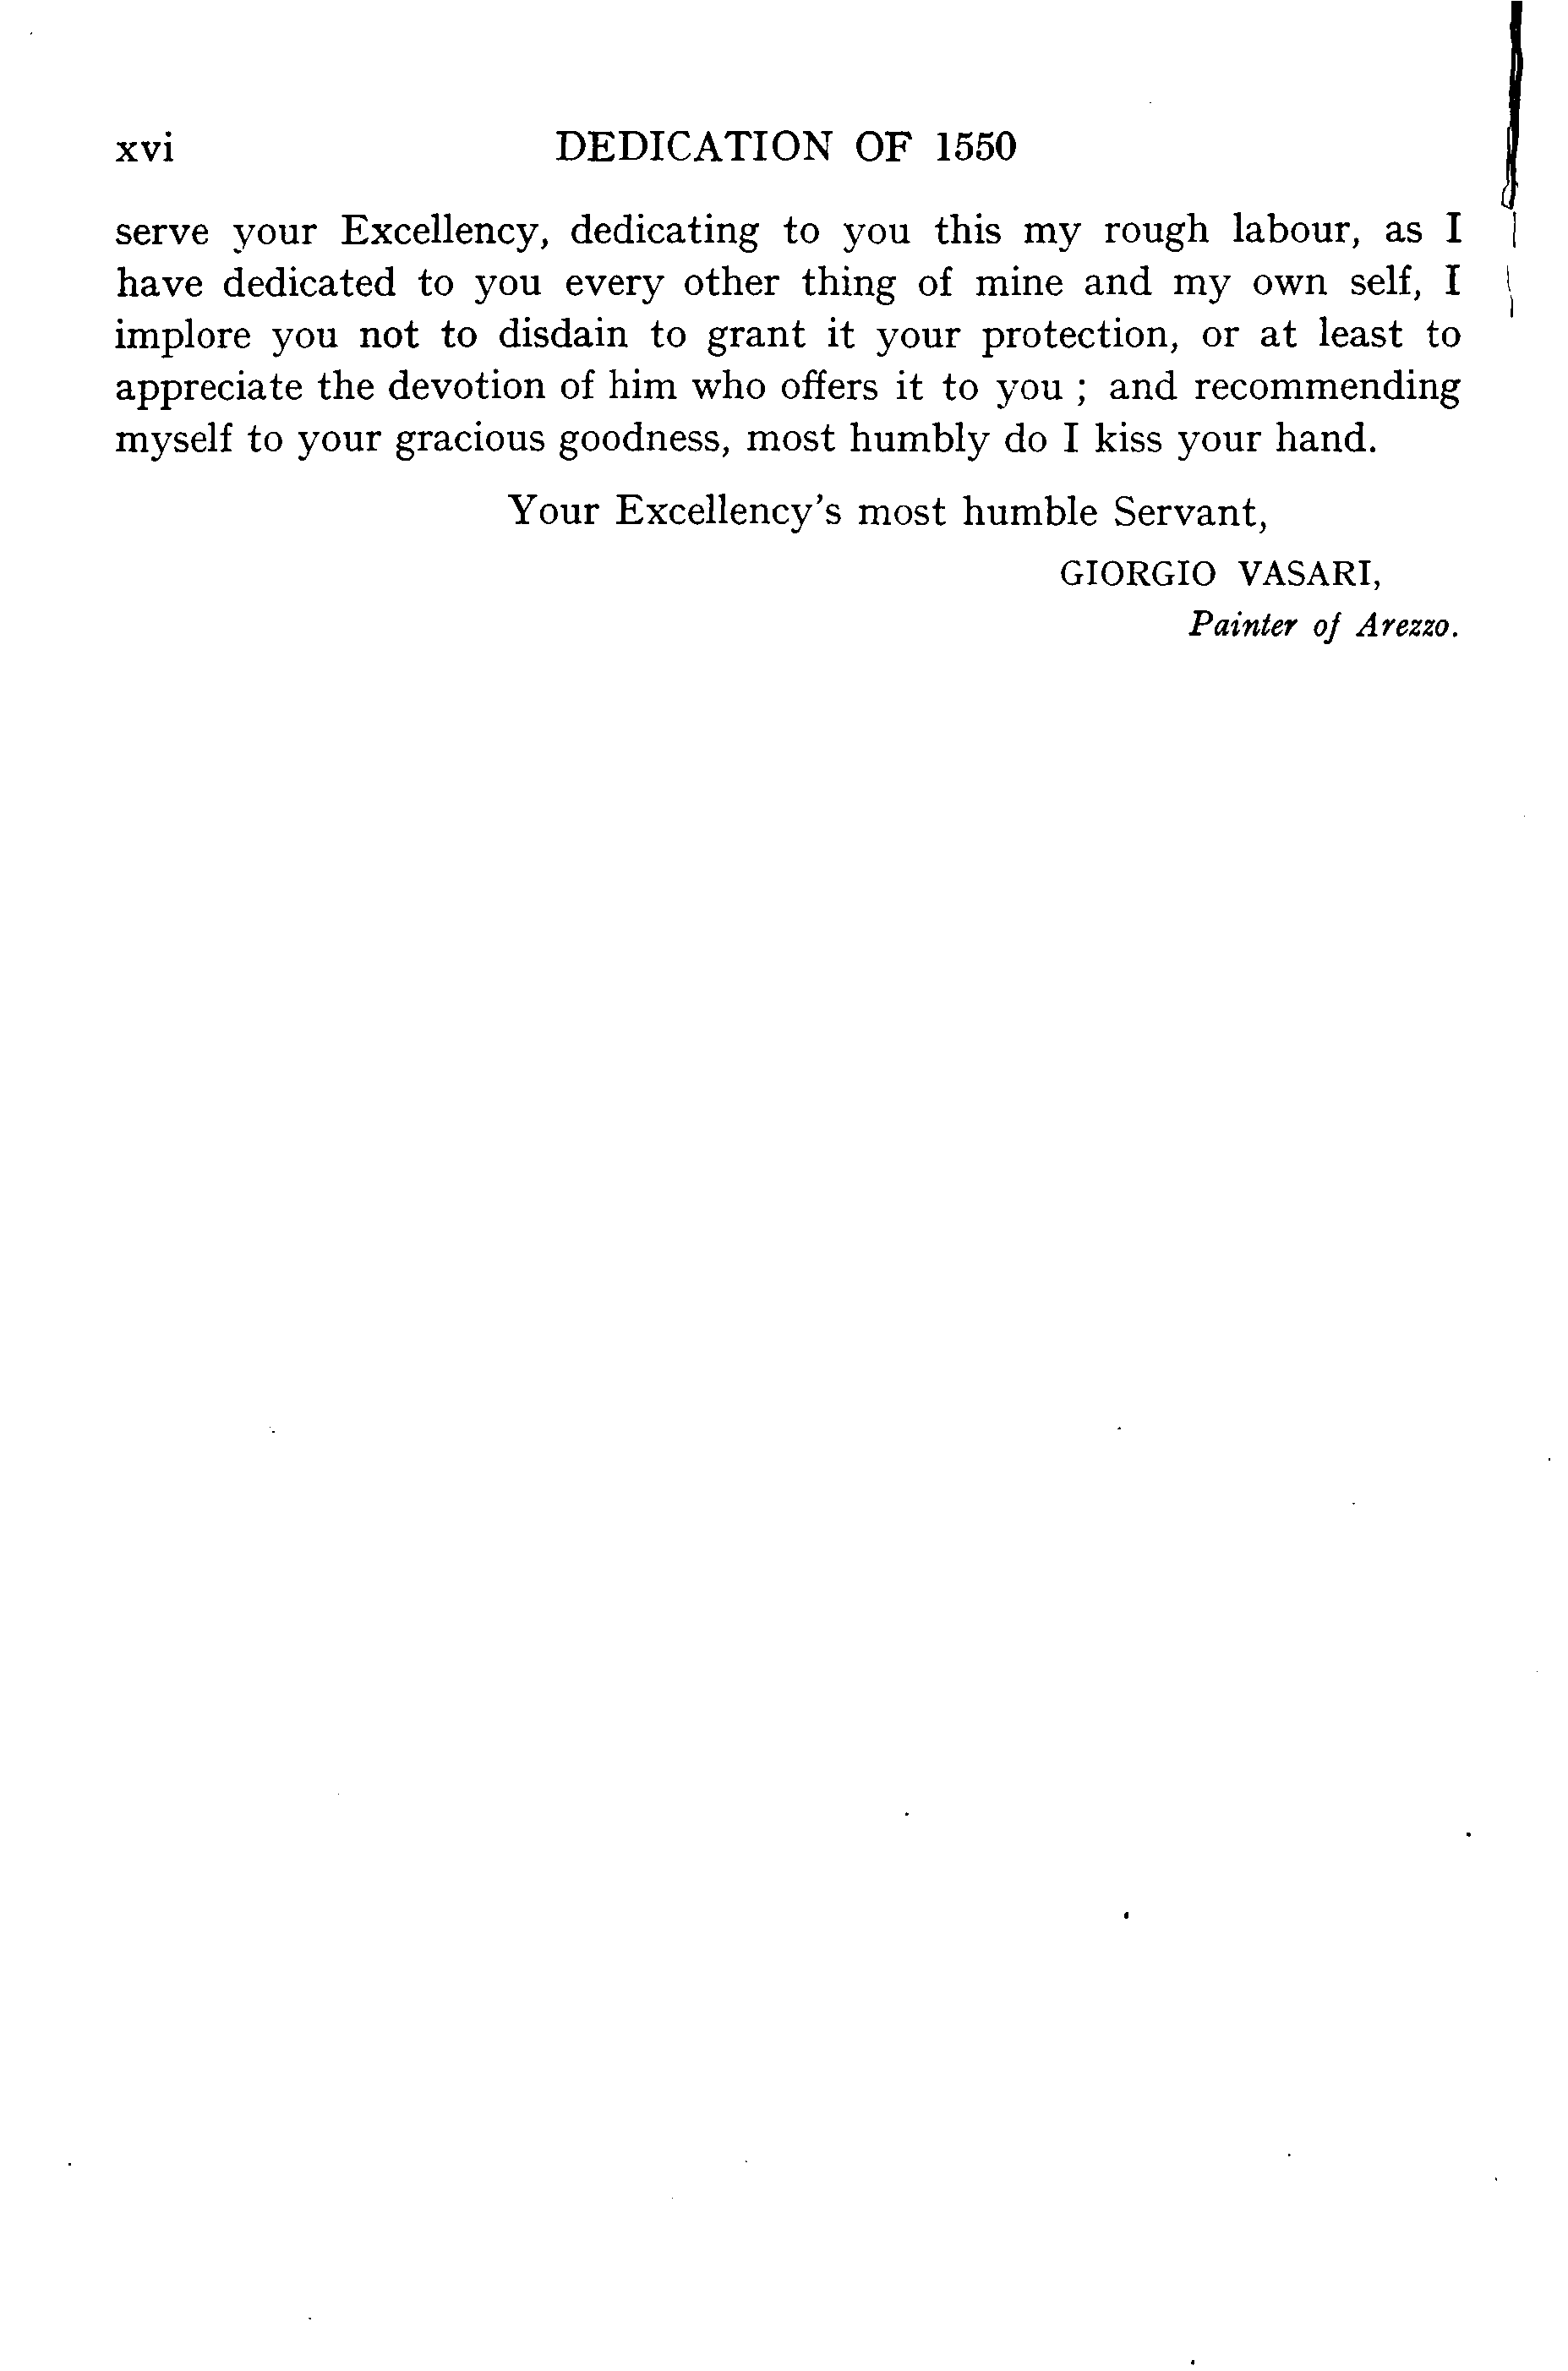 xvi DEDICATION OF 1550
serve your Excellency, dedicating to you this my rough labour, as I
have dedicated to you every other thing of mine and my own self, I
implore you not to disdain to grant it your protection, or at least to
appreciate the devotion of him who offers it to you ; and recommending
myself to your gracious goodness, most humbly do I kiss your hand.
Your Excellency's most humble Servant,
GIORGIO VASARI,
Painter of Arezzo.